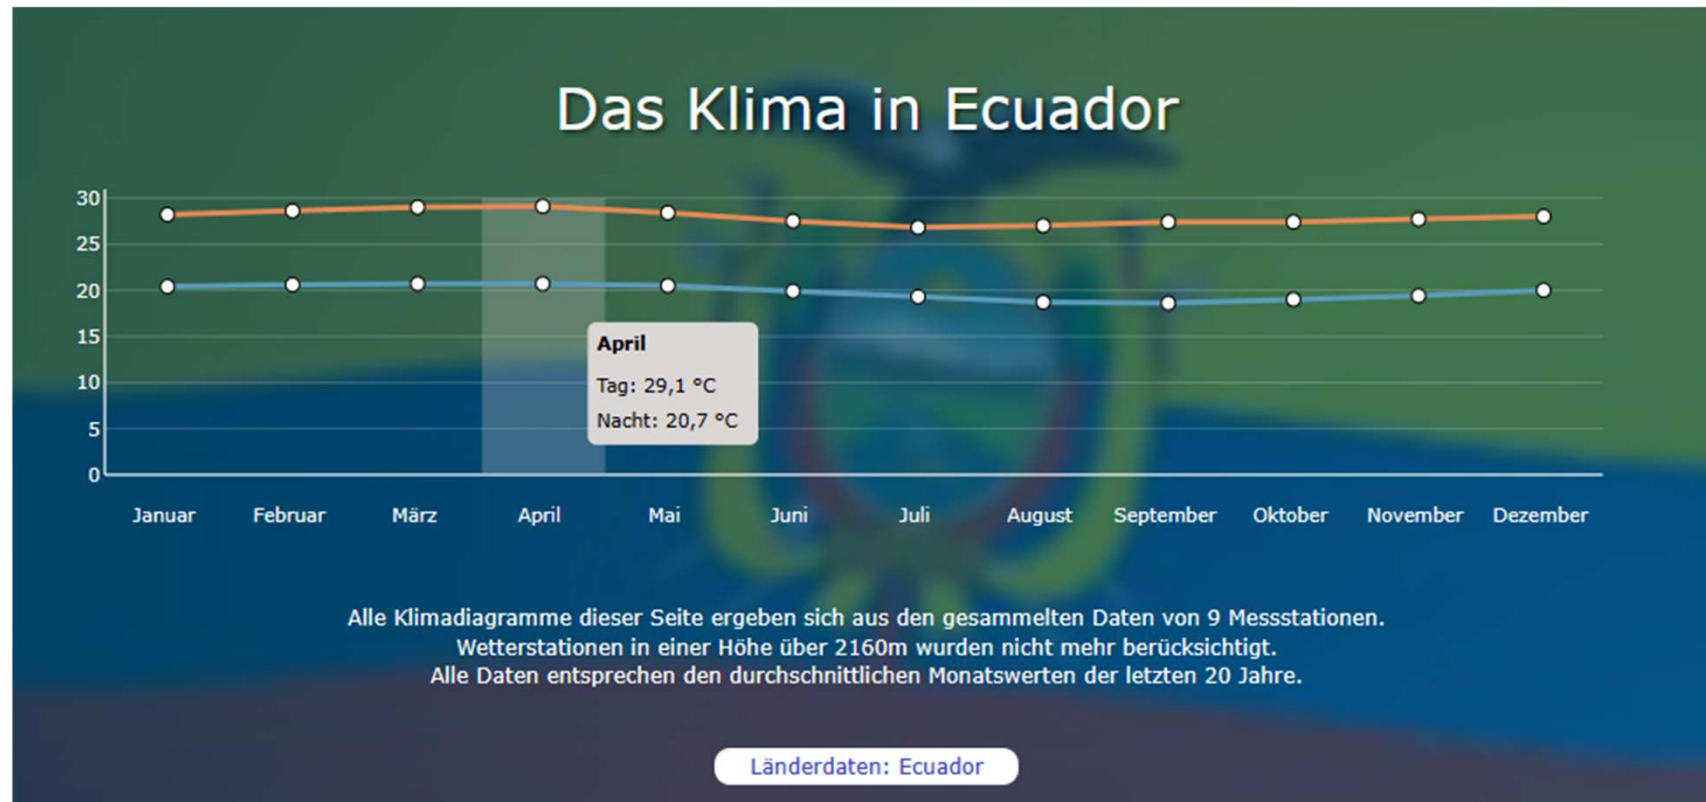 Das Klima in Ecuador
30
25
20
15
10
5
0
April
Tag: 29,1 °C
Nacht: 20,7 °C
Januar Februar März April Mai Juni Juli August September Oktober November Dezember
Alle Klimadiagramme dieser Seite ergeben sich aus den gesammelten Daten von 9 Messstationen.
Wetterstationen in einer Höhe über 2160m wurden nicht mehr berücksichtigt.
Alle Daten entsprechen den durchschnittlichen Monatswerten der letzten 20 Jahre.
Länderdaten: Ecuador